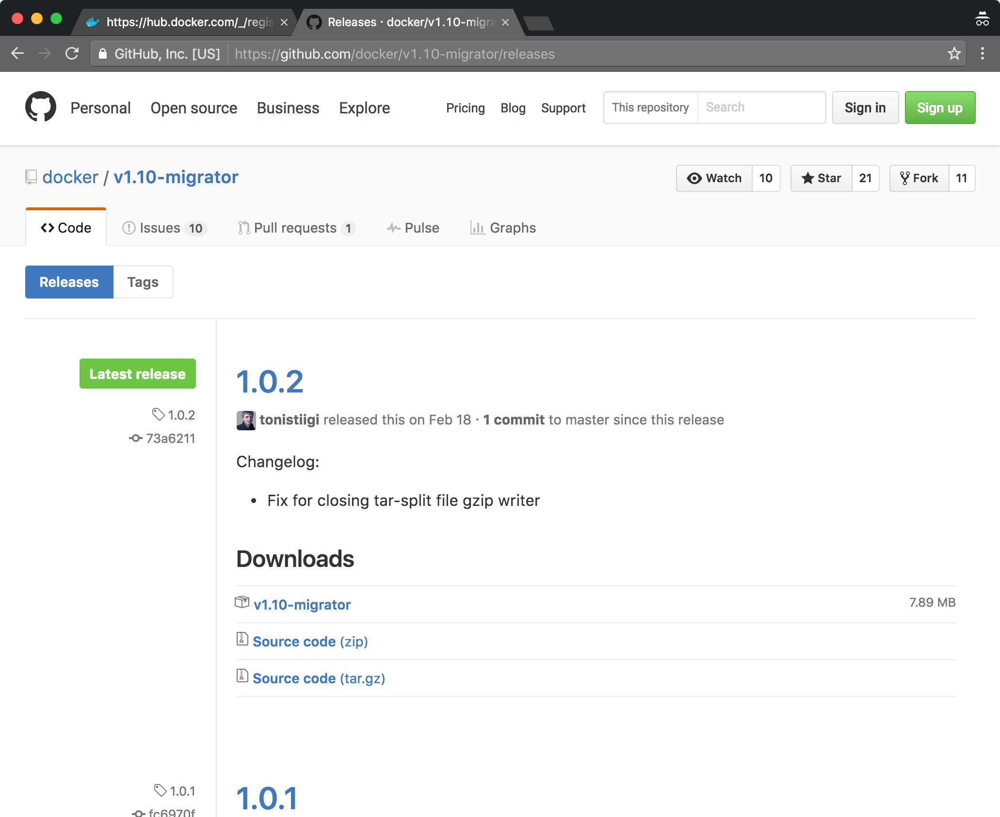 https://hub.docker.com/_/regis
Releases · docker/v1.10-migra
GitHub, Inc. [US] https://github.com/docker/v1.10-migrator/releases
Personal Open source Business Explore Pricing Blog Support This repository Search Sign in Sign up
docker / v1.10-migrator Watch 10 Star 21 Fork 11
Code Issues 10 Pull requests 1 Pulse Graphs
Releases Tags
Latest release
1.0.2
73a6211
1.0.2
tonistiigi released this on Feb 18 · 1 commit to master since this release
Changelog:
• Fix for closing tar-split file gzip writer
Downloads
v1.10-migrator 7.89 MB
Source code (zip)
Source code (tar.gz)
1.0.1
fc6970f
1.0.1